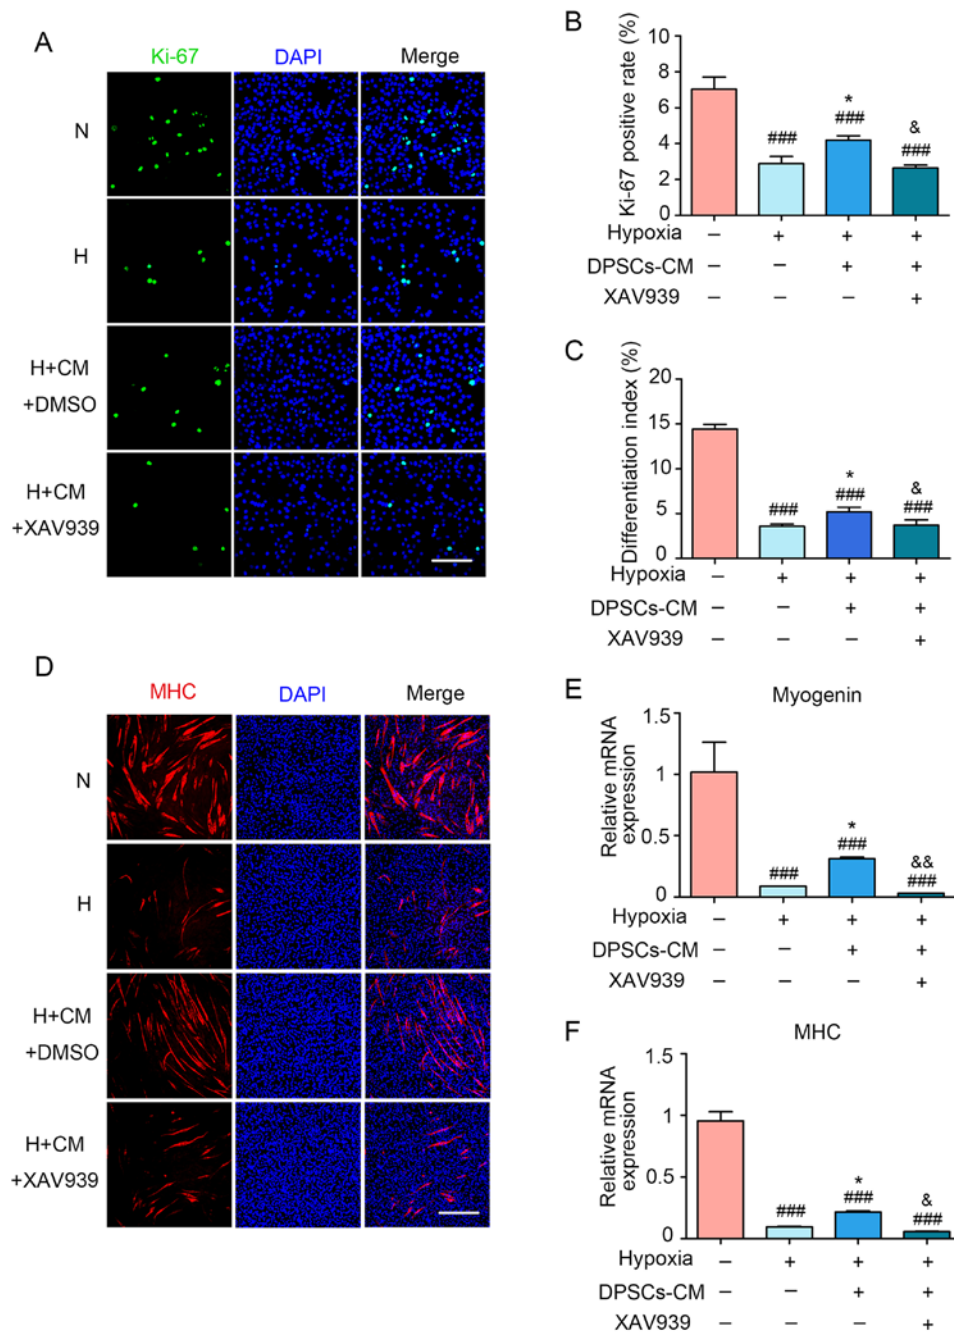 A
Ki-67 DAPI Merge
N
H
H+CM
+DMSO
H+CM
+XAV939
B
Ki-67 positive rate (%)
8
6
4
2
0
###
*
###
&
###
Hypoxia – + + +
DPSCs-CM – – + +
XAV939 – – – +
C
Differentiation index (%)
20
15
10
5
0
###
*
###
&
###
Hypoxia – + + +
DPSCs-CM – – + +
XAV939 – – – +
D
MHC DAPI Merge
N
H
H+CM
+DMSO
H+CM
+XAV939
E
Myogenin
Relative mRNA
expression
1.5
1
0.5
0
###
*
###
&&
###
Hypoxia – + + +
DPSCs-CM – – + +
XAV939 – – – +
F
MHC
Relative mRNA
expression
1.5
1
0.5
0
###
*
###
&
###
Hypoxia – + + +
DPSCs-CM – – + +
XAV939 – – – +